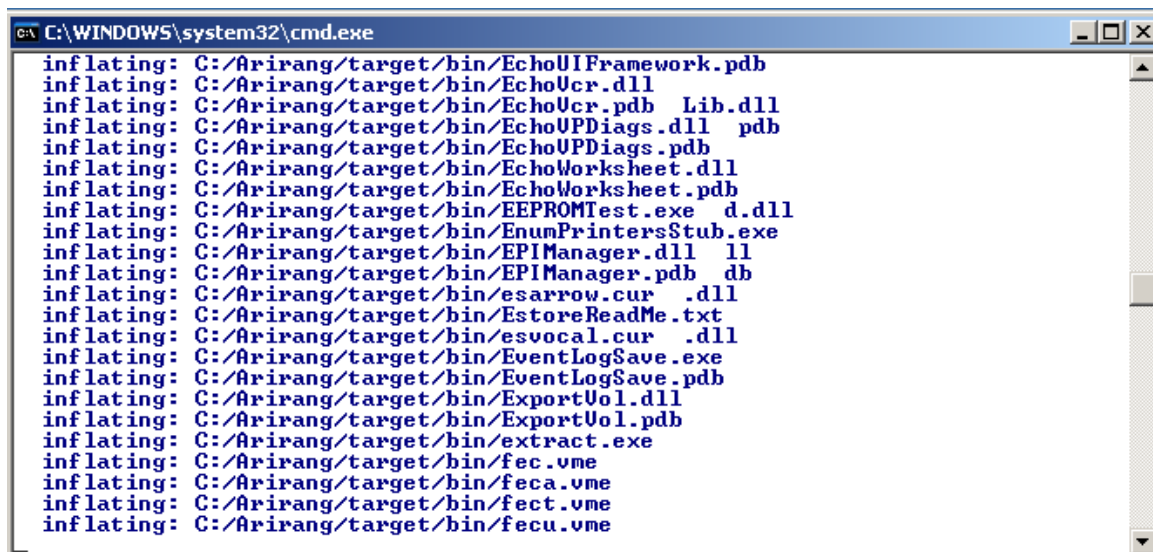 C:\WINDOWS\system32\cmd.exe
inflating: C:/Arirang/target/bin/EchoUIFramework.pdb
inflating: C:/Arirang/target/bin/EchoVcr.dll
inflating: C:/Arirang/target/bin/EchoVcr.pdb  Lib.dll
inflating: C:/Arirang/target/bin/EchoVPDiags.dll  pdb
inflating: C:/Arirang/target/bin/EchoVPDiags.pdb
inflating: C:/Arirang/target/bin/EchoWorksheet.dll
inflating: C:/Arirang/target/bin/EchoWorksheet.pdb
inflating: C:/Arirang/target/bin/EEPROMTest.exe  d.dll
inflating: C:/Arirang/target/bin/EnumPrintersStub.exe
inflating: C:/Arirang/target/bin/EPIManager.dll  ll
inflating: C:/Arirang/target/bin/EPIManager.pdb  db
inflating: C:/Arirang/target/bin/esarrow.cur  .dll
inflating: C:/Arirang/target/bin/EstoreReadMe.txt
inflating: C:/Arirang/target/bin/esvocal.cur  .dll
inflating: C:/Arirang/target/bin/EventLogSave.exe
inflating: C:/Arirang/target/bin/EventLogSave.pdb
inflating: C:/Arirang/target/bin/ExportVol.dll
inflating: C:/Arirang/target/bin/ExportVol.pdb
inflating: C:/Arirang/target/bin/extract.exe
inflating: C:/Arirang/target/bin/fec.vme
inflating: C:/Arirang/target/bin/feca.vme
inflating: C:/Arirang/target/bin/fect.vme
inflating: C:/Arirang/target/bin/fecu.vme